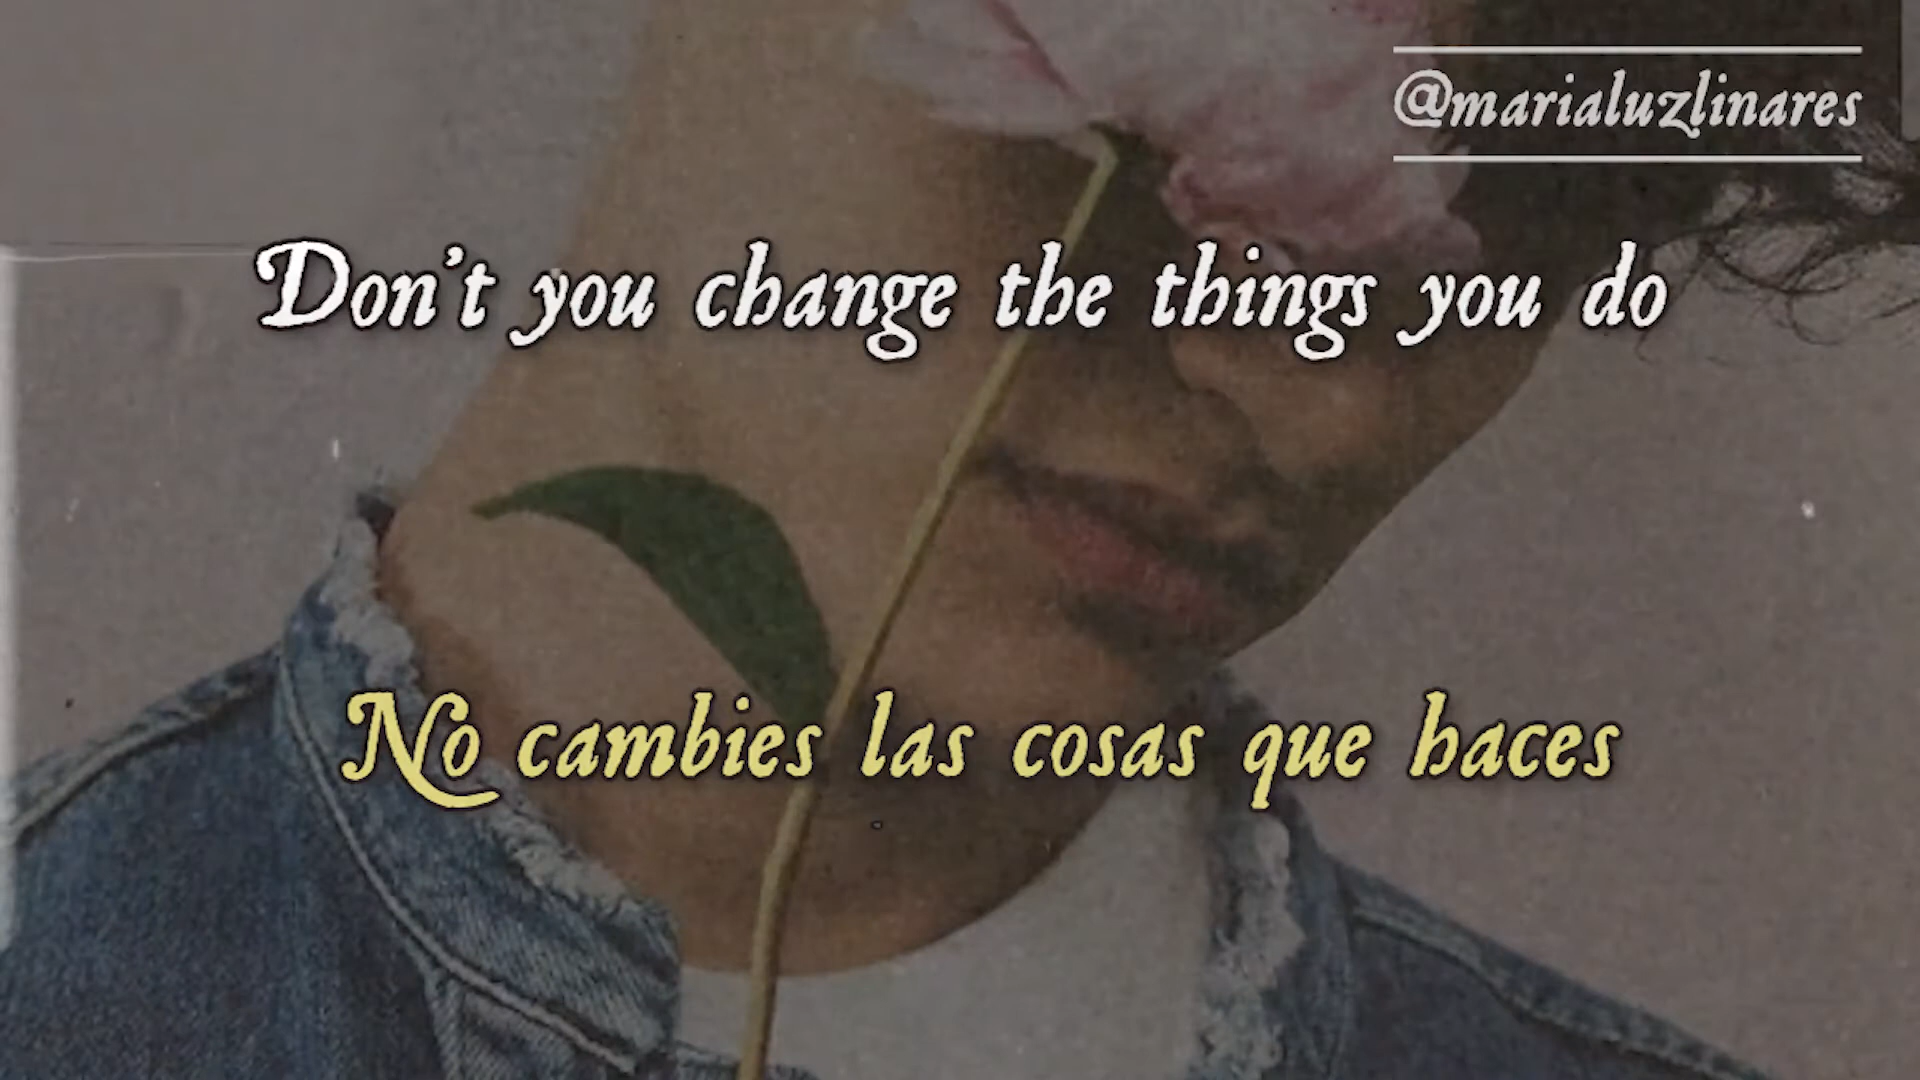 @marialuzlinares
Don't you change the things you do
No cambies las cosas que haces